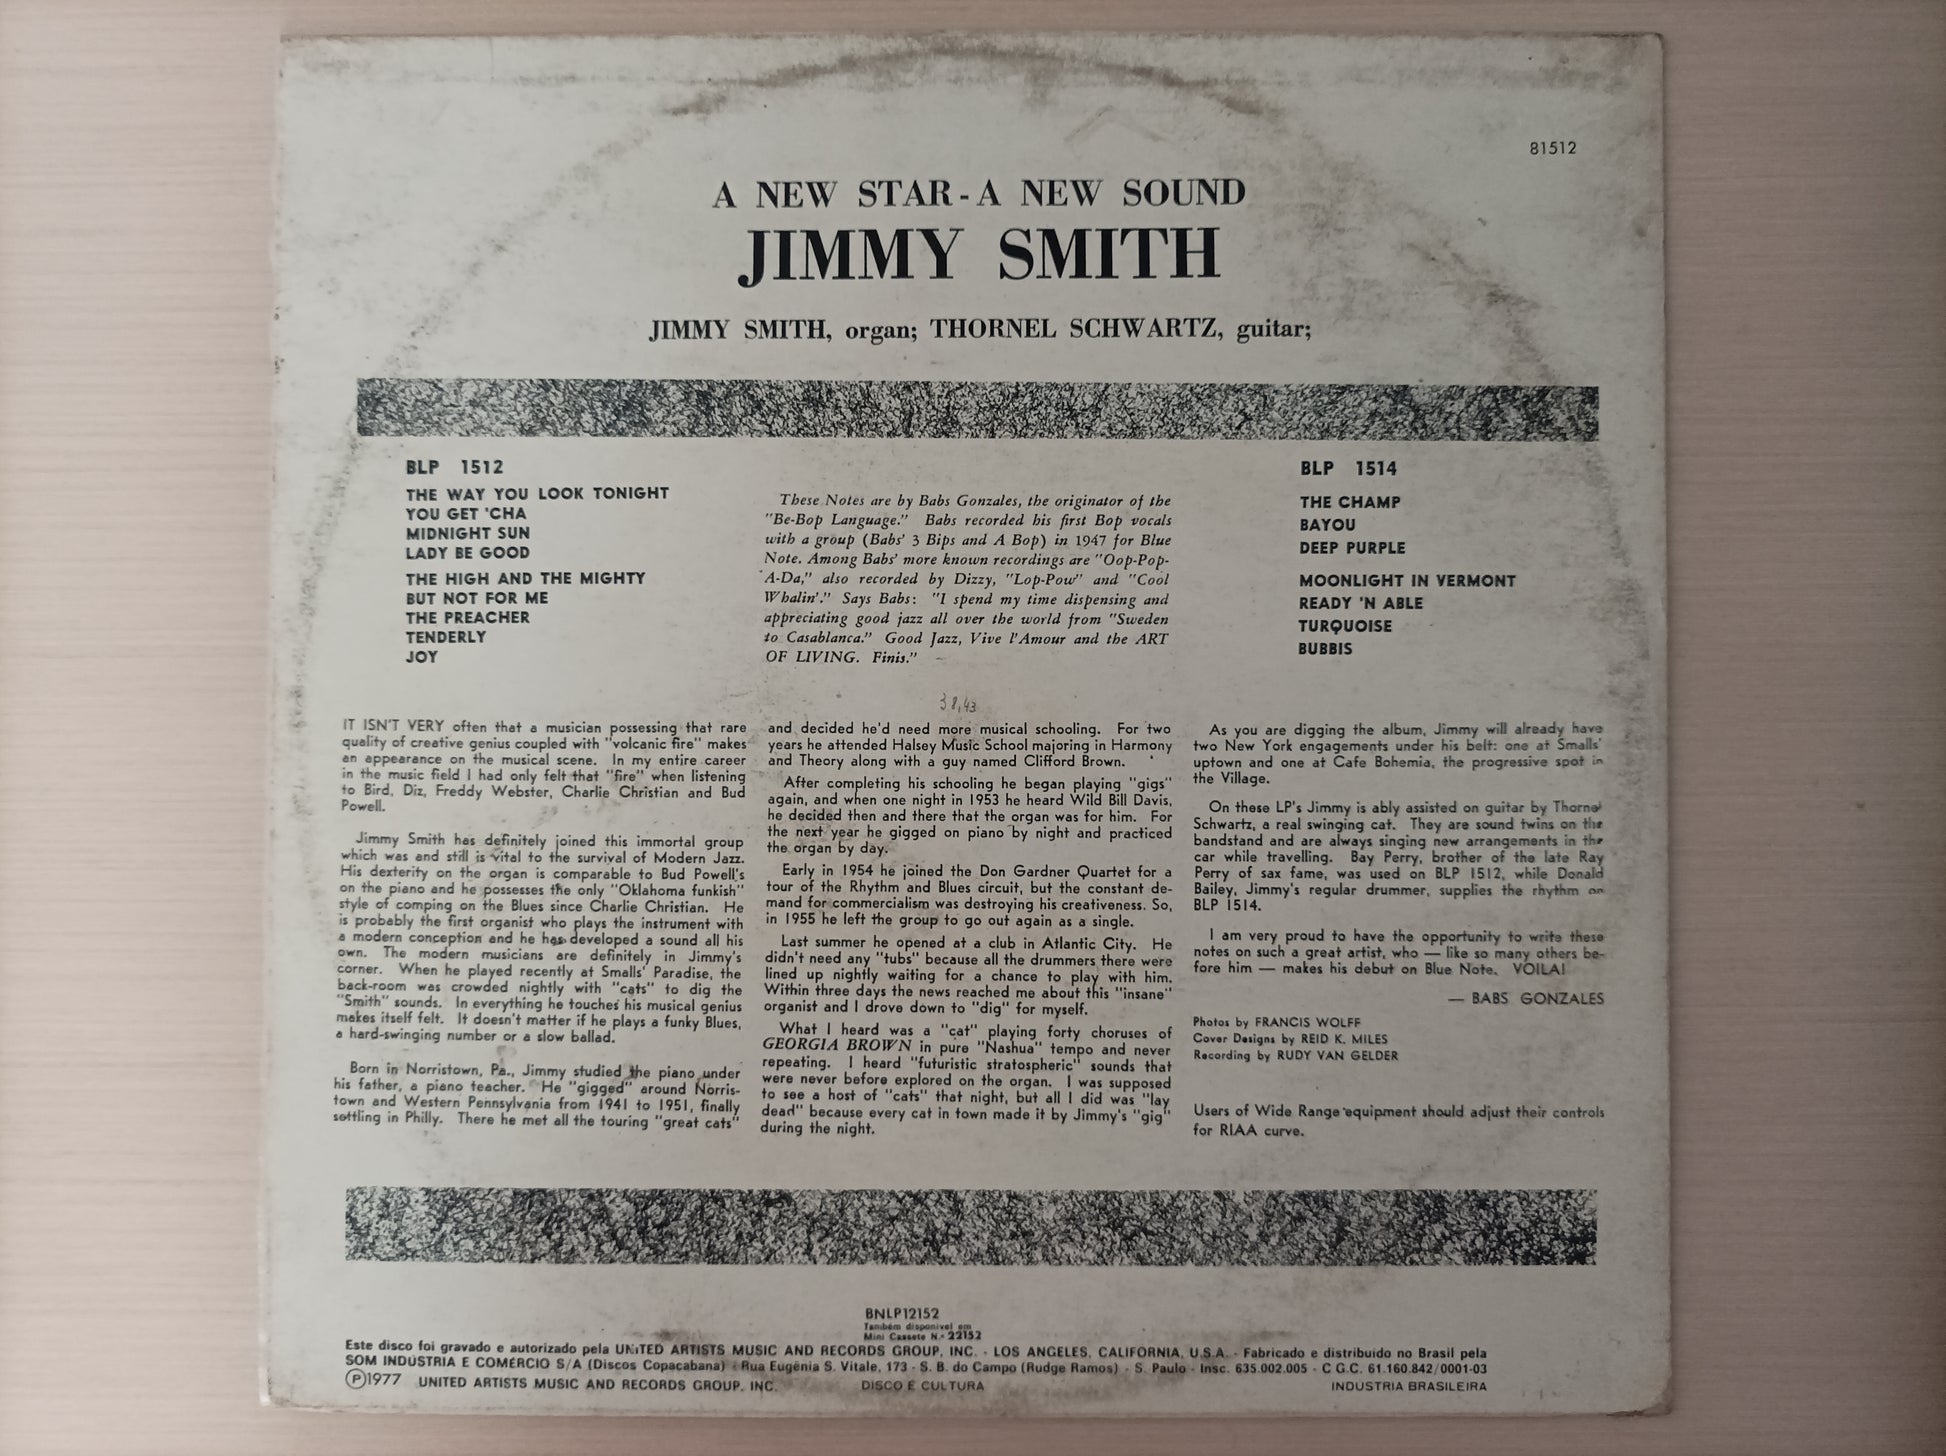 81512
A NEW STAR - A NEW SOUND
JIMMY SMITH
JIMMY SMITH, organ; THORNEL SCHWARTZ, guitar;
BLP 1512
THE WAY YOU LOOK TONIGHT
YOU GET 'CHA
MIDNIGHT SUN
LADY BE GOOD
THE HIGH AND THE MIGHTY
BUT NOT FOR ME
THE PREACHER
TENDERLY
JOY
These Notes are by Babs Gonzales, the originator of the
"Be-Bop Language." Babs recorded his first Bop vocals
with a group (Babs' 3 Bips and A Bop) in 1947 for Blue
Note. Among Babs' more known recordings are "Oop-Pop-
A-Da," also recorded by Dizzy, "Lop-Pow" and "Cool
Whalin'." Says Babs: "I spend my time dispensing and
appreciating good jazz all over the world from "Sweden
to Casablanca." Good Jazz, Vive l'Amour and the ART
OF LIVING. Finis."
BLP 1514
THE CHAMP
BAYOU
DEEP PURPLE
MOONLIGHT IN VERMONT
READY 'N ABLE
TURQUOISE
BUBBIS
38,43
IT ISN'T VERY often that a musician possessing that rare
quality of creative genius coupled with "volcanic fire" makes
an appearance on the musical scene. In my entire career
in the music field I had only felt that "fire" when listening
to Bird, Diz, Freddy Webster, Charlie Christian and Bud
Powell.
Jimmy Smith has definitely joined this immortal group
which was and still is vital to the survival of Modern Jazz.
His dexterity on the organ is comparable to Bud Powell's
on the piano and he possesses the only "Oklahoma funkish"
style of comping on the Blues since Charlie Christian. He
is probably the first organist who plays the instrument with
a modern conception and he has developed a sound all his
own. The modern musicians are definitely in Jimmy's
corner. When he played recently at Smalls' Paradise, the
back-room was crowded nightly with "cats" to dig the
"Smith" sounds. In everything he touches his musical genius
makes itself felt. It doesn't matter if he plays a funky Blues,
a hard-swinging number or a slow ballad.
Born in Norristown, Pa., Jimmy studied the piano under
his father, a piano teacher. He "gigged" around Norris-
town and Western Pennsylvania from 1941 to 1951, finally
settling in Philly. There he met all the touring "great cats"
and decided he'd need more musical schooling. For two
years he attended Halsey Music School majoring in Harmony
and Theory along with a guy named Clifford Brown.
After completing his schooling he began playing "gigs"
again, and when one night in 1953 he heard Wild Bill Davis,
he decided then and there that the organ was for him. For
the next year he gigged on piano by night and practiced
the organ by day.
Early in 1954 he joined the Don Gardner Quartet for a
tour of the Rhythm and Blues circuit, but the constant de-
mand for commercialism was destroying his creativeness. So,
in 1955 he left the group to go out again as a single.
Last summer he opened at a club in Atlantic City. He
didn't need any "tubs" because all the drummers there were
lined up nightly waiting for a chance to play with him.
Within three days the news reached me about this "insane"
organist and I drove down to "dig" for myself.
What I heard was a "cat" playing forty choruses of
GEORGIA BROWN in pure "Nashua" tempo and never
repeating. I heard "futuristic stratospheric" sounds that
were never before explored on the organ. I was supposed
to see a host of "cats" that night, but all I did was "lay
dead" because every cat in town made it by Jimmy's "gig"
during the night.
As you are digging the album, Jimmy will already have
two New York engagements under his belt: one at Smalls'
uptown and one at Cafe Bohemia, the progressive spot in
the Village.
On these LP's Jimmy is ably assisted on guitar by Thornel
Schwartz, a real swinging cat. They are sound twins on the
bandstand and are always singing new arrangements in the
car while travelling. Bay Perry, brother of the late Ray
Perry of sax fame, was used on BLP 1512, while Donald
Bailey, Jimmy's regular drummer, supplies the rhythm on
BLP 1514.
I am very proud to have the opportunity to write these
notes on such a great artist, who — like so many others be-
fore him — makes his debut on Blue Note. VOILA!
— BABS GONZALES
Photos by FRANCIS WOLFF
Cover Designs by REID K. MILES
Recording by RUDY VAN GELDER
Users of Wide Range equipment should adjust their controls
for RIAA curve.
BNLP12152
Também disponível em
Mini Cassete N.º 22152
Este disco foi gravado e autorizado pela UNITED ARTISTS MUSIC AND RECORDS GROUP, INC. - LOS ANGELES, CALIFORNIA, U.S.A. - Fabricado e distribuido no Brasil pela
SOM INDÚSTRIA E COMÉRCIO S/A (Discos Copacabana) - Rua Eugênia S. Vitale, 173 - S. B. do Campo (Rudge Ramos) - S. Paulo - Insc. 635.002.005 - C G.C. 61.160.842/0001-03
Ⓟ1977 UNITED ARTISTS MUSIC AND RECORDS GROUP, INC. DISCO É CULTURA INDÚSTRIA BRASILEIRA